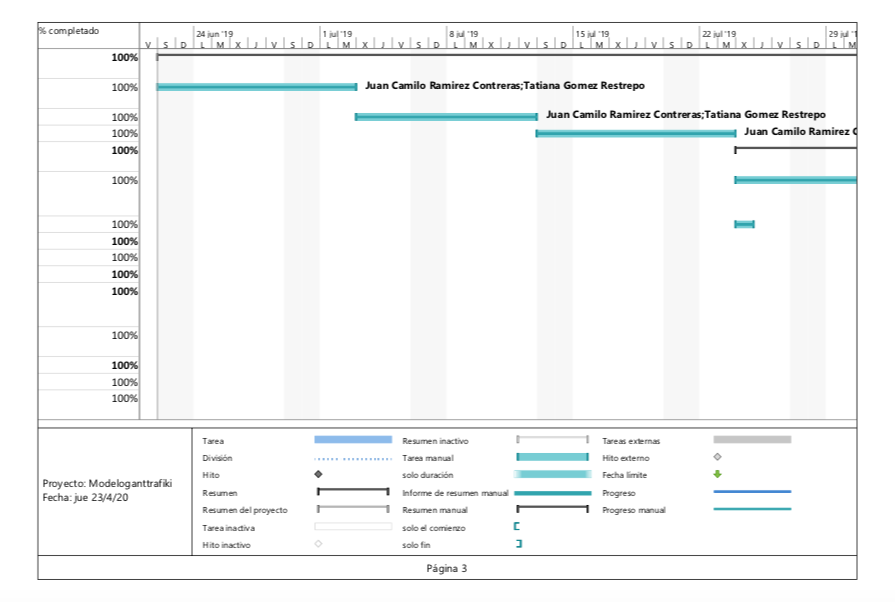 % completado
24 jun '19 1 jul '19 8 jul '19 15 jul '19 22 jul '19 29 jul '1
V S D L M X J V S D L M X J V S D L M X J V S D L M X J V S D L M X J V S D L M
100%
100% Juan Camilo Ramirez Contreras;Tatiana Gomez Restrepo
100% Juan Camilo Ramirez Contreras;Tatiana Gomez Restrepo
100% Juan Camilo Ramirez C
100%
100%
100%
100%
100%
100%
100%
100%
100%
100%
100%
Proyecto: Modeloganttrafiki
Fecha: jue 23/4/20
Tarea Resumen inactivo Tareas externas
División Tarea manual Hito externo
Hito solo duración Fecha límite
Resumen Informe de resumen manual Progreso
Resumen del proyecto Resumen manual Progreso manual
Tarea inactiva solo el comienzo
Hito inactivo solo fin
Página 3